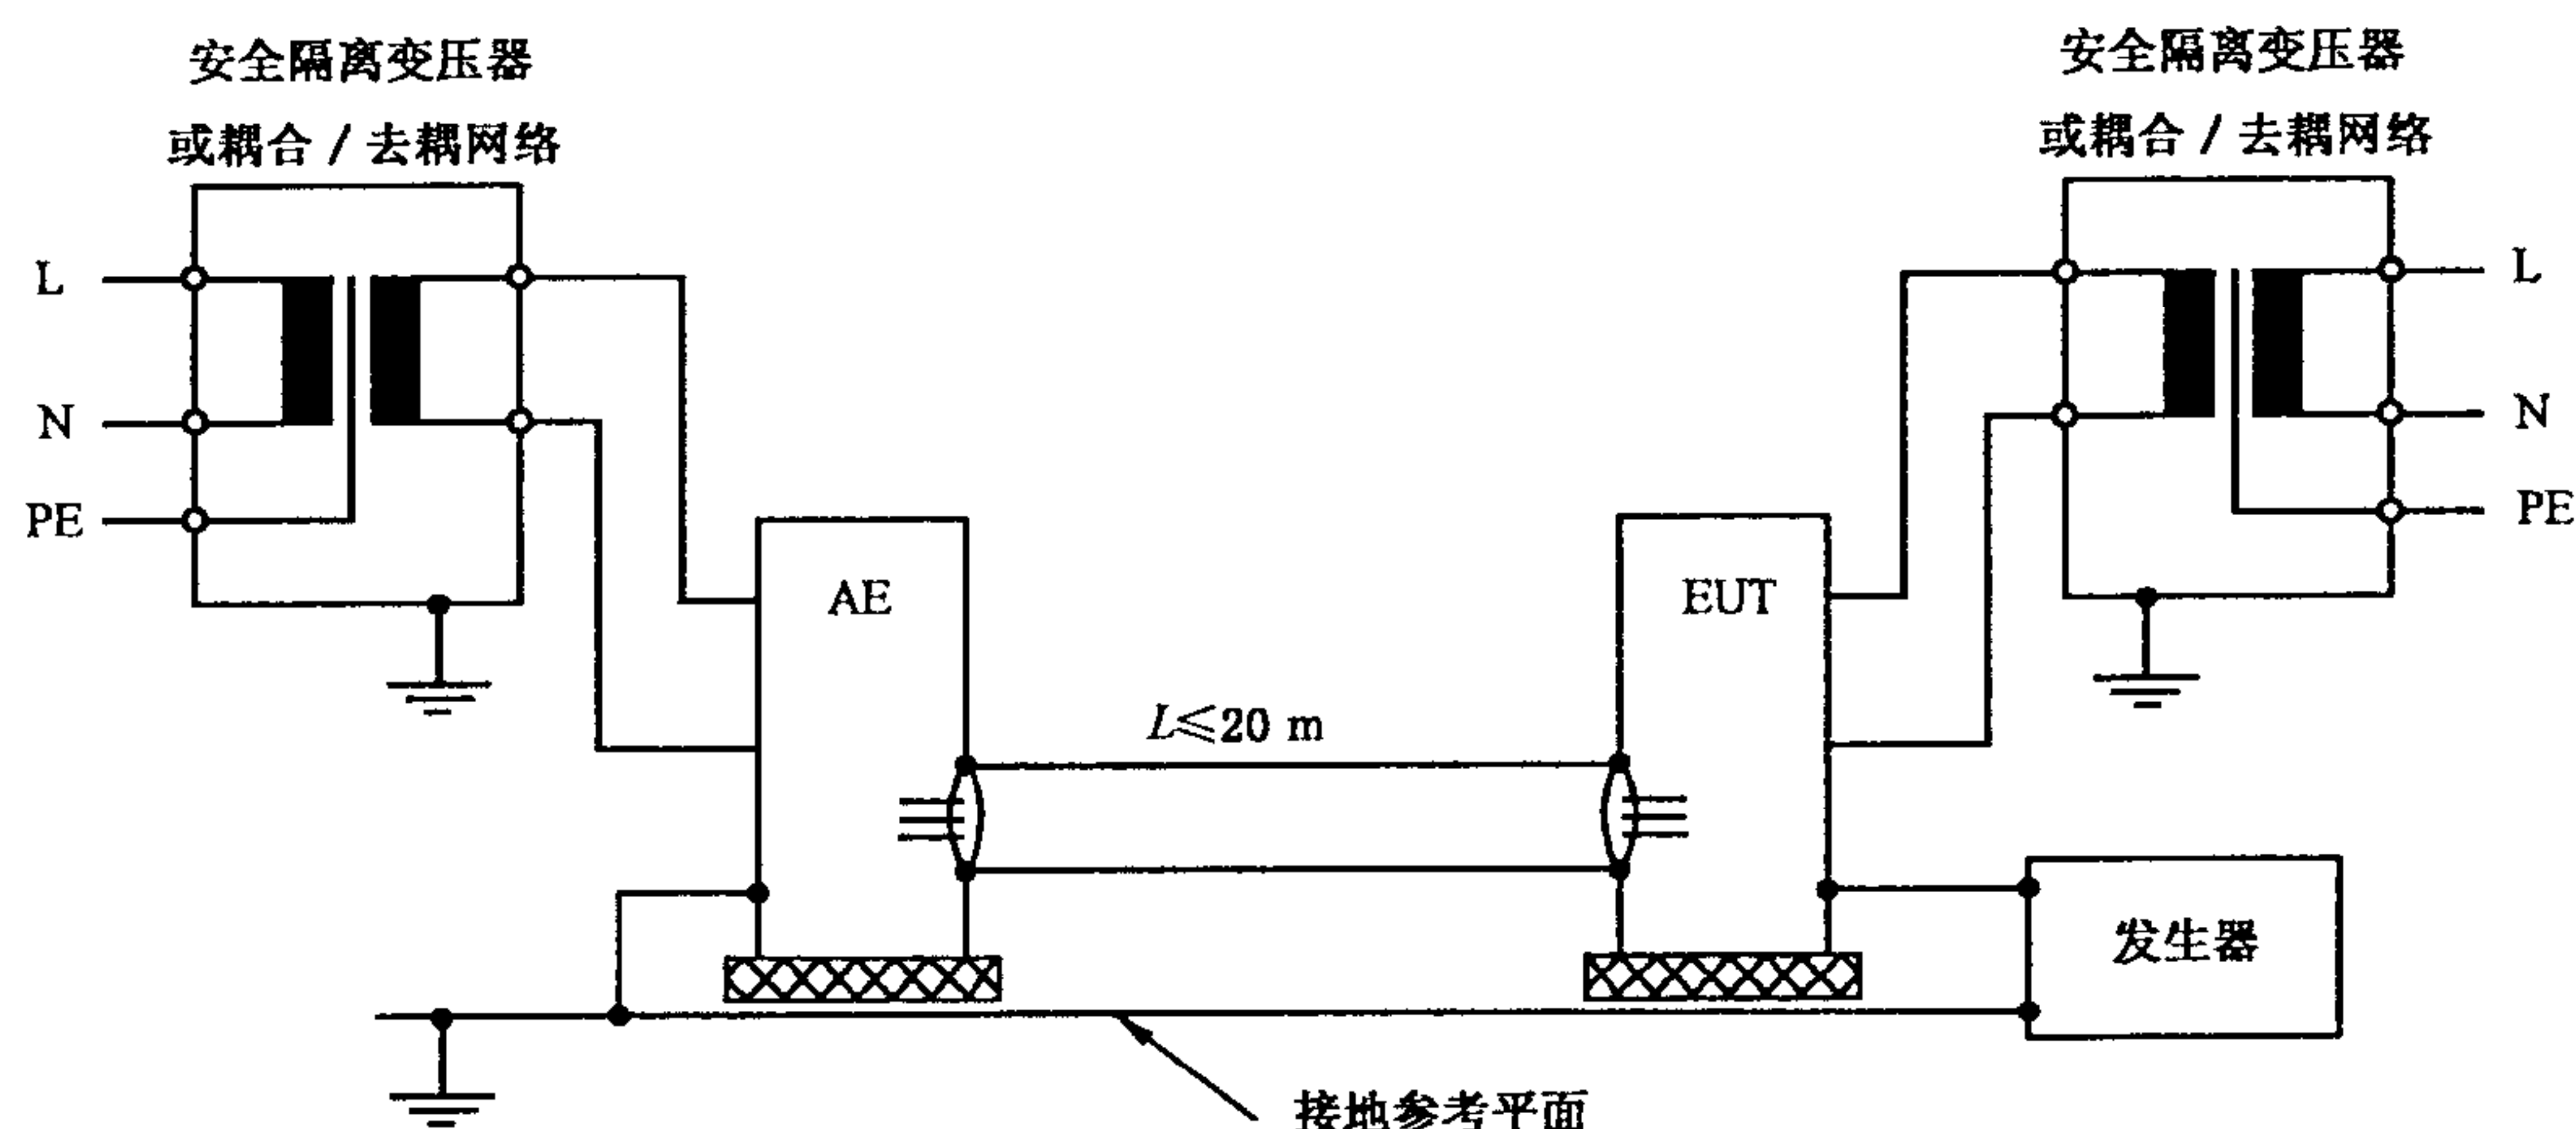 安全隔离变压器
或耦合/去耦网络
安全隔离变压器
或耦合/去耦网络
L
N
PE
L
N
PE
AE
EUT
L≤20 m
发生器
接地参考平面